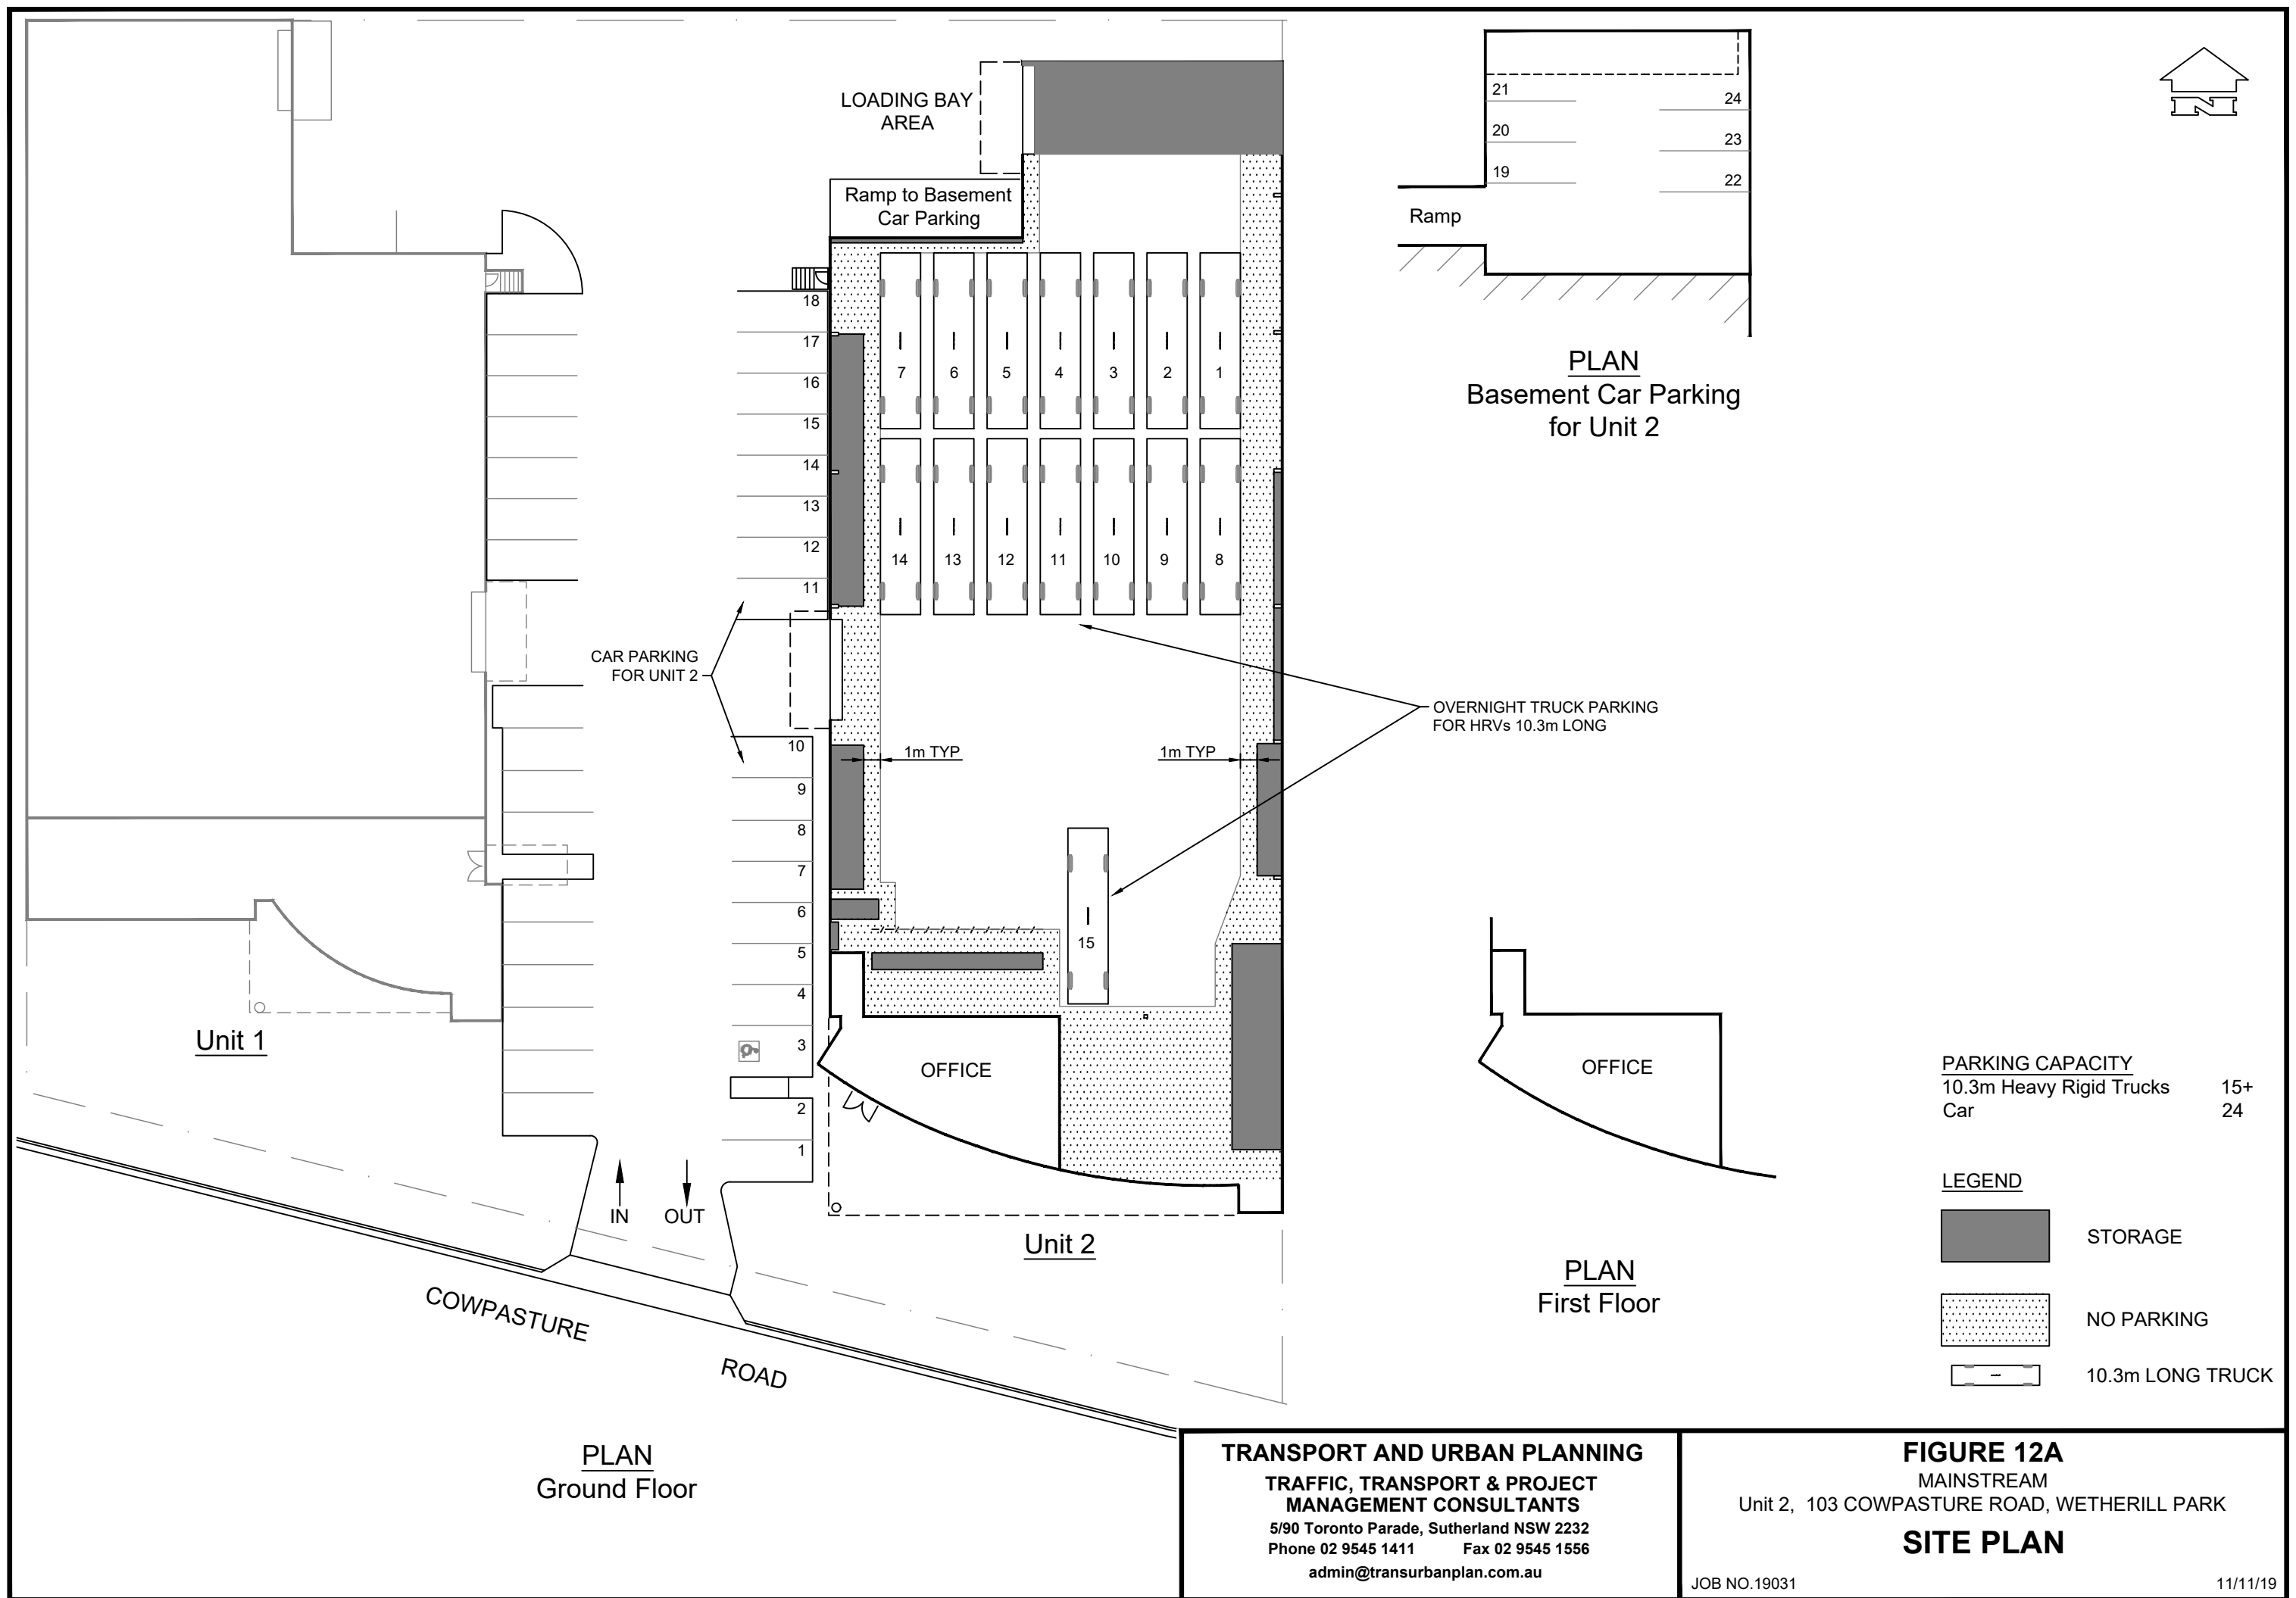 LOADING BAY
AREA
Ramp to Basement
Car Parking
18
17
16
15
14
13
12
11
10
9
8
7
6
5
4
3
2
1
7 6 5 4 3 2 1
14 13 12 11 10 9 8
15
CAR PARKING
FOR UNIT 2
1m TYP
1m TYP
OVERNIGHT TRUCK PARKING
FOR HRVs 10.3m LONG
OFFICE
Unit 1
Unit 2
IN OUT
COWPASTURE
ROAD
PLAN
Ground Floor
21
20
19
24
23
22
Ramp
PLAN
Basement Car Parking
for Unit 2
N
OFFICE
PLAN
First Floor
PARKING CAPACITY
10.3m Heavy Rigid Trucks 15+
Car 24
LEGEND
STORAGE
NO PARKING
10.3m LONG TRUCK
TRANSPORT AND URBAN PLANNING
TRAFFIC, TRANSPORT & PROJECT
MANAGEMENT CONSULTANTS
5/90 Toronto Parade, Sutherland NSW 2232
Phone 02 9545 1411 Fax 02 9545 1556
admin@transurbanplan.com.au
FIGURE 12A
MAINSTREAM
Unit 2, 103 COWPASTURE ROAD, WETHERILL PARK
SITE PLAN
JOB NO.19031 11/11/19